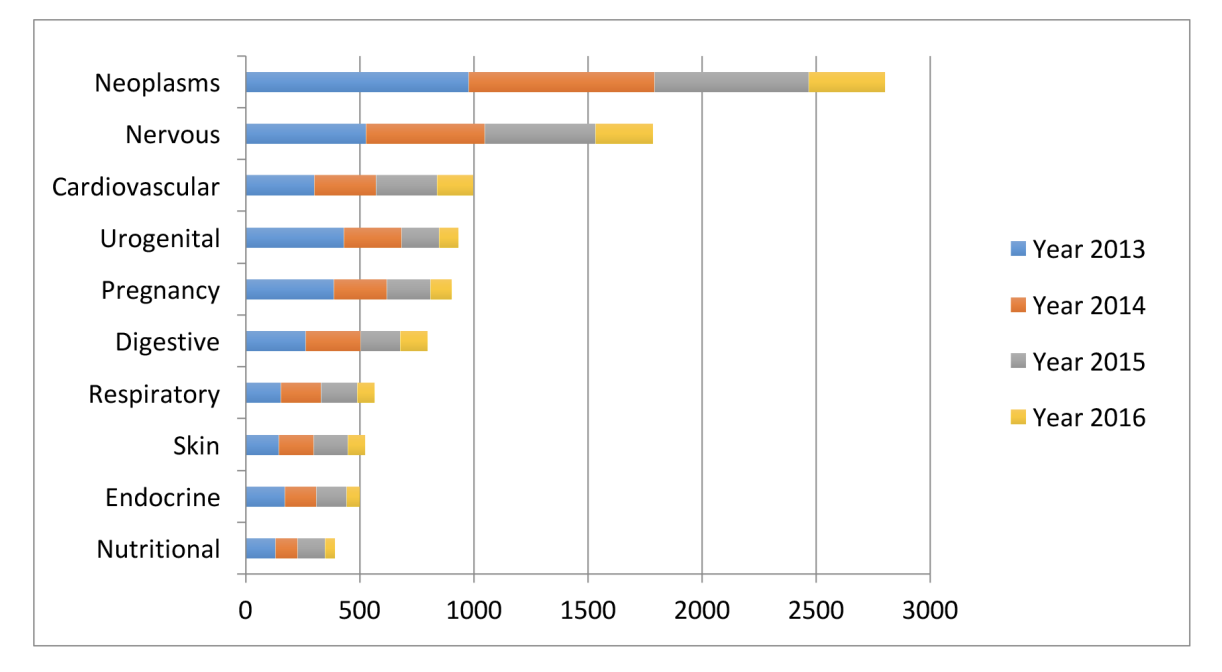 Neoplasms
Nervous
Cardiovascular
Urogenital
Pregnancy
Digestive
Respiratory
Skin
Endocrine
Nutritional
0 500 1000 1500 2000 2500 3000
Year 2013
Year 2014
Year 2015
Year 2016